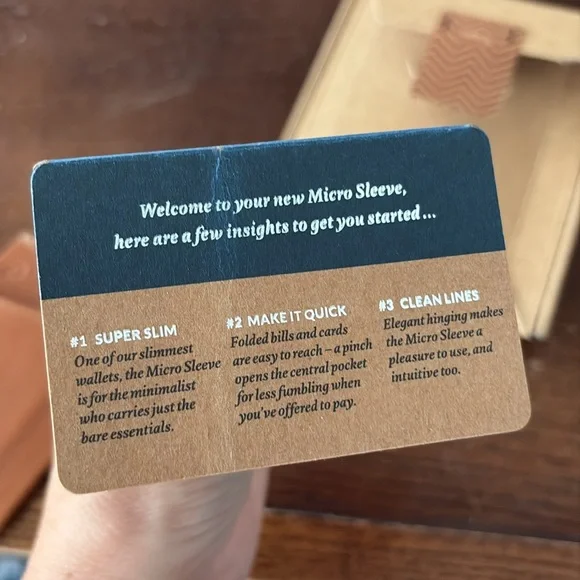 Welcome to your new Micro Sleeve,
here are a few insights to get you started...
#1 SUPER SLIM
One of our slimmest
wallets, the Micro Sleeve
is for the minimalist
who carries just the
bare essentials.
#2 MAKE IT QUICK
Folded bills and cards
are easy to reach – a pinch
opens the central pocket
for less fumbling when
you've offered to pay.
#3 CLEAN LINES
Elegant hinging makes
the Micro Sleeve a
pleasure to use, and
intuitive too.